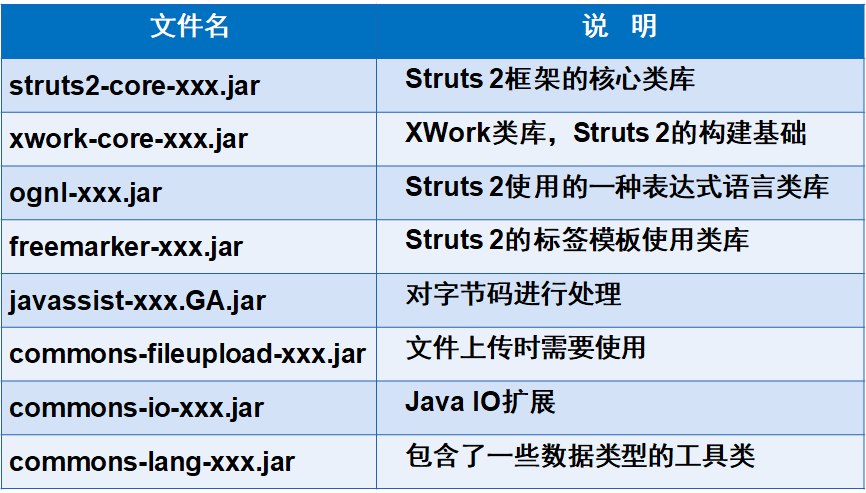 文件名 说 明
struts2-core-xxx.jar Struts 2框架的核心类库
xwork-core-xxx.jar XWork类库，Struts 2的构建基础
ognl-xxx.jar Struts 2使用的一种表达式语言类库
freemarker-xxx.jar Struts 2的标签模板使用类库
javassist-xxx.GA.jar 对字节码进行处理
commons-fileupload-xxx.jar 文件上传时需要使用
commons-io-xxx.jar Java IO扩展
commons-lang-xxx.jar 包含了一些数据类型的工具类